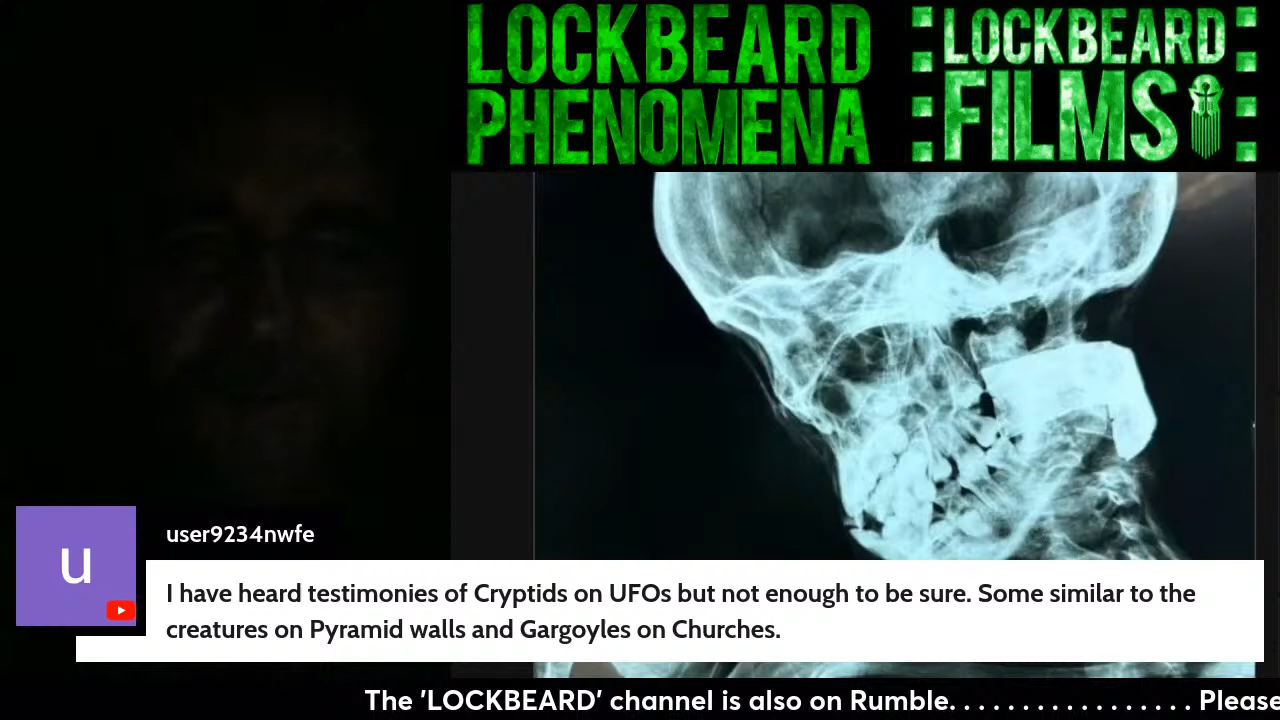 LOCKBEARD
PHENOMENA
LOCKBEARD
FILMS
u
user9234nwfe
I have heard testimonies of Cryptids on UFOs but not enough to be sure. Some similar to the
creatures on Pyramid walls and Gargoyles on Churches.
The 'LOCKBEARD' channel is also on Rumble. . . . . . . . . . . . . . . . . Please